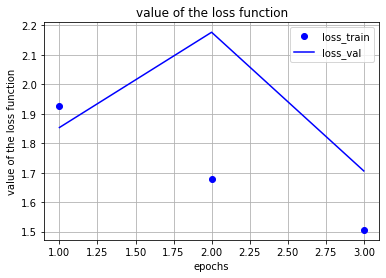 value of the loss function
loss_train
loss_val
value of the loss function
2.2
2.1
2.0
1.9
1.8
1.7
1.6
1.5
1.00 1.25 1.50 1.75 2.00 2.25 2.50 2.75 3.00
epochs